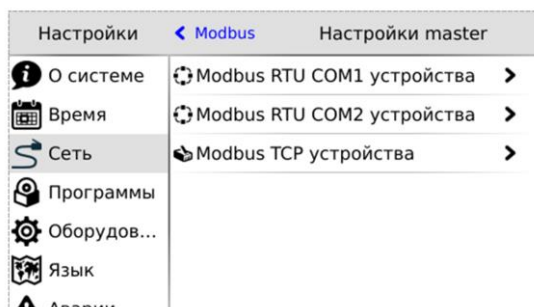 Настройки
Modbus
Настройки master
О системе
Время
Сеть
Программы
Оборудов...
Язык
Modbus RTU COM1 устройства
Modbus RTU COM2 устройства
Modbus TCP устройства